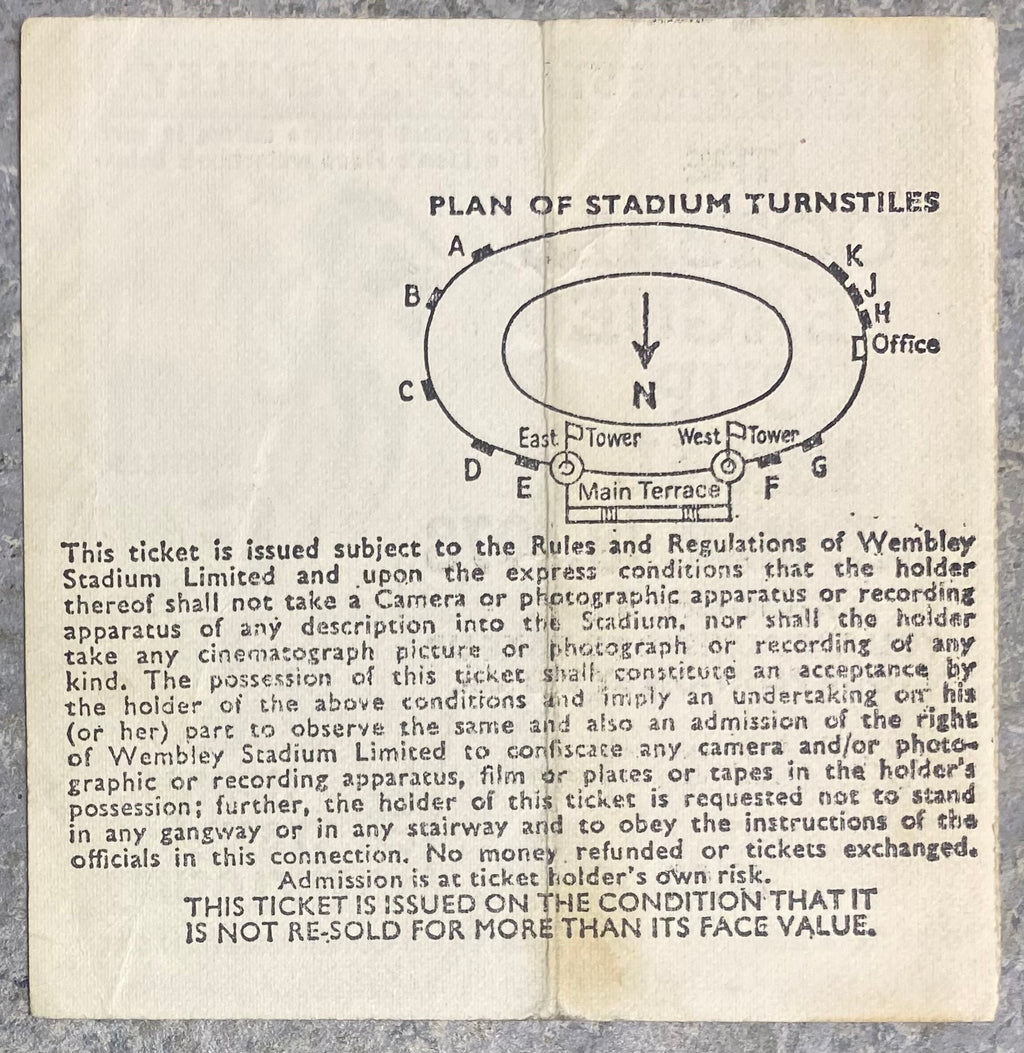 PLAN OF STADIUM TURNSTILES
A
K
B
J
H
Office
C
N
East Tower
West Tower
D
E
Main Terrace
F
G
This ticket is issued subject to the Rules and Regulations of Wembley
Stadium Limited and upon the express conditions that the holder
thereof shall not take a Camera or photographic apparatus or recording
apparatus of any description into the Stadium, nor shall the holder
take any cinematograph picture or photograph or recording of any
kind. The possession of this ticket shall constitute an acceptance by
the holder of the above conditions and imply an undertaking on his
(or her) part to observe the same and also an admission of the right
of Wembley Stadium Limited to confiscate any camera and/or photo-
graphic or recording apparatus, film or plates or tapes in the holder's
possession; further, the holder of this ticket is requested not to stand
in any gangway or in any stairway and to obey the instructions of the
officials in this connection. No money refunded or tickets exchanged.
Admission is at ticket holder's own risk.
THIS TICKET IS ISSUED ON THE CONDITION THAT IT
IS NOT RE-SOLD FOR MORE THAN ITS FACE VALUE.